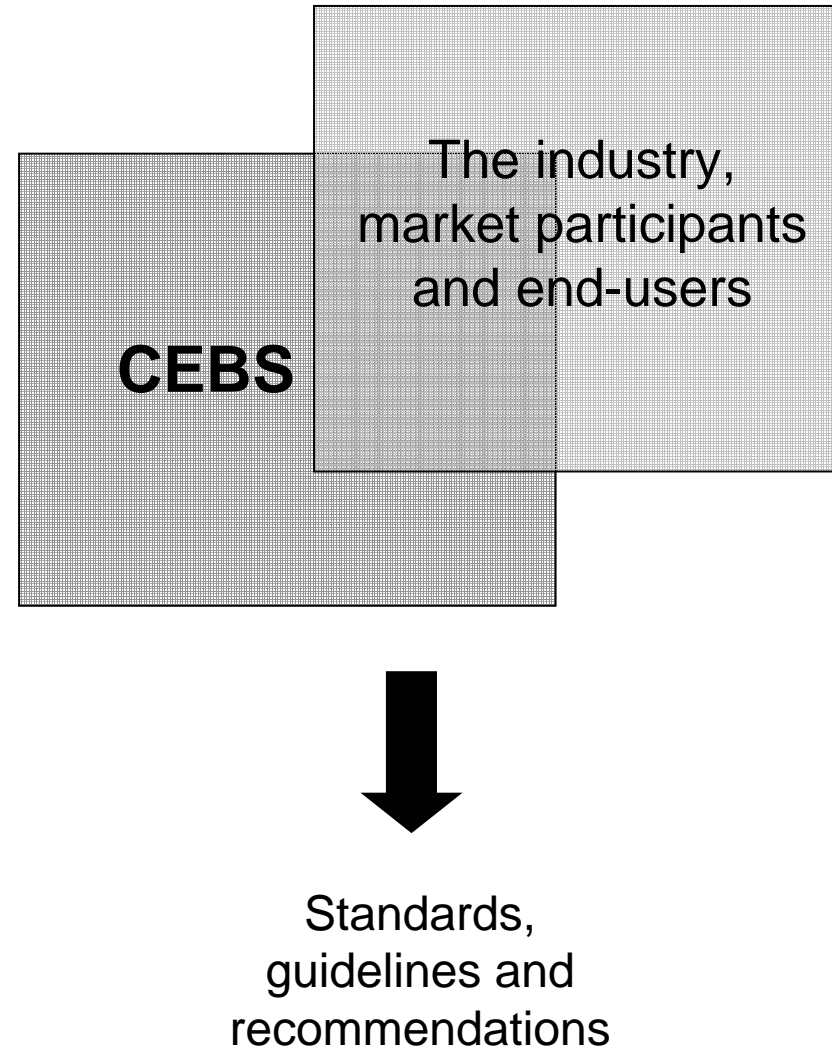 The industry,
market participants
and end-users
CEBS
Standards,
guidelines and
recommendations